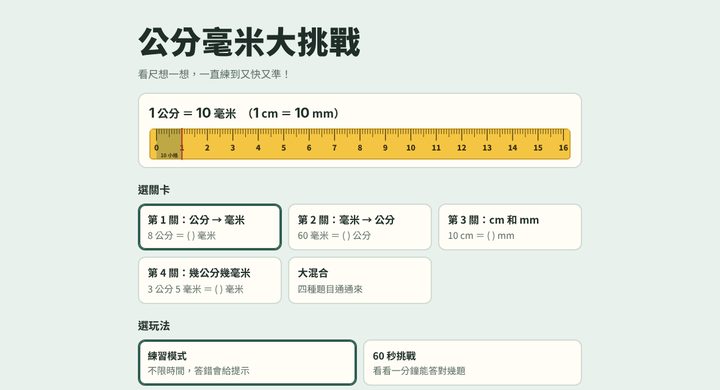 公分毫米大挑戰
看尺想一想，一直練到又快又準！
1 公分 ＝ 10 毫米 （1 cm ＝ 10 mm）
0 1 2 3 4 5 6 7 8 9 10 11 12 13 14 15 16
10 小格
選關卡
第 1 關：公分 → 毫米
8 公分 ＝ ( ) 毫米
第 2 關：毫米 → 公分
60 毫米 ＝ ( ) 公分
第 3 關：cm 和 mm
10 cm ＝ ( ) mm
第 4 關：幾公分幾毫米
3 公分 5 毫米 ＝ ( ) 毫米
大混合
四種題目通通來
選玩法
練習模式
不限時間，答錯會給提示
60 秒挑戰
看看一分鐘能答對幾題